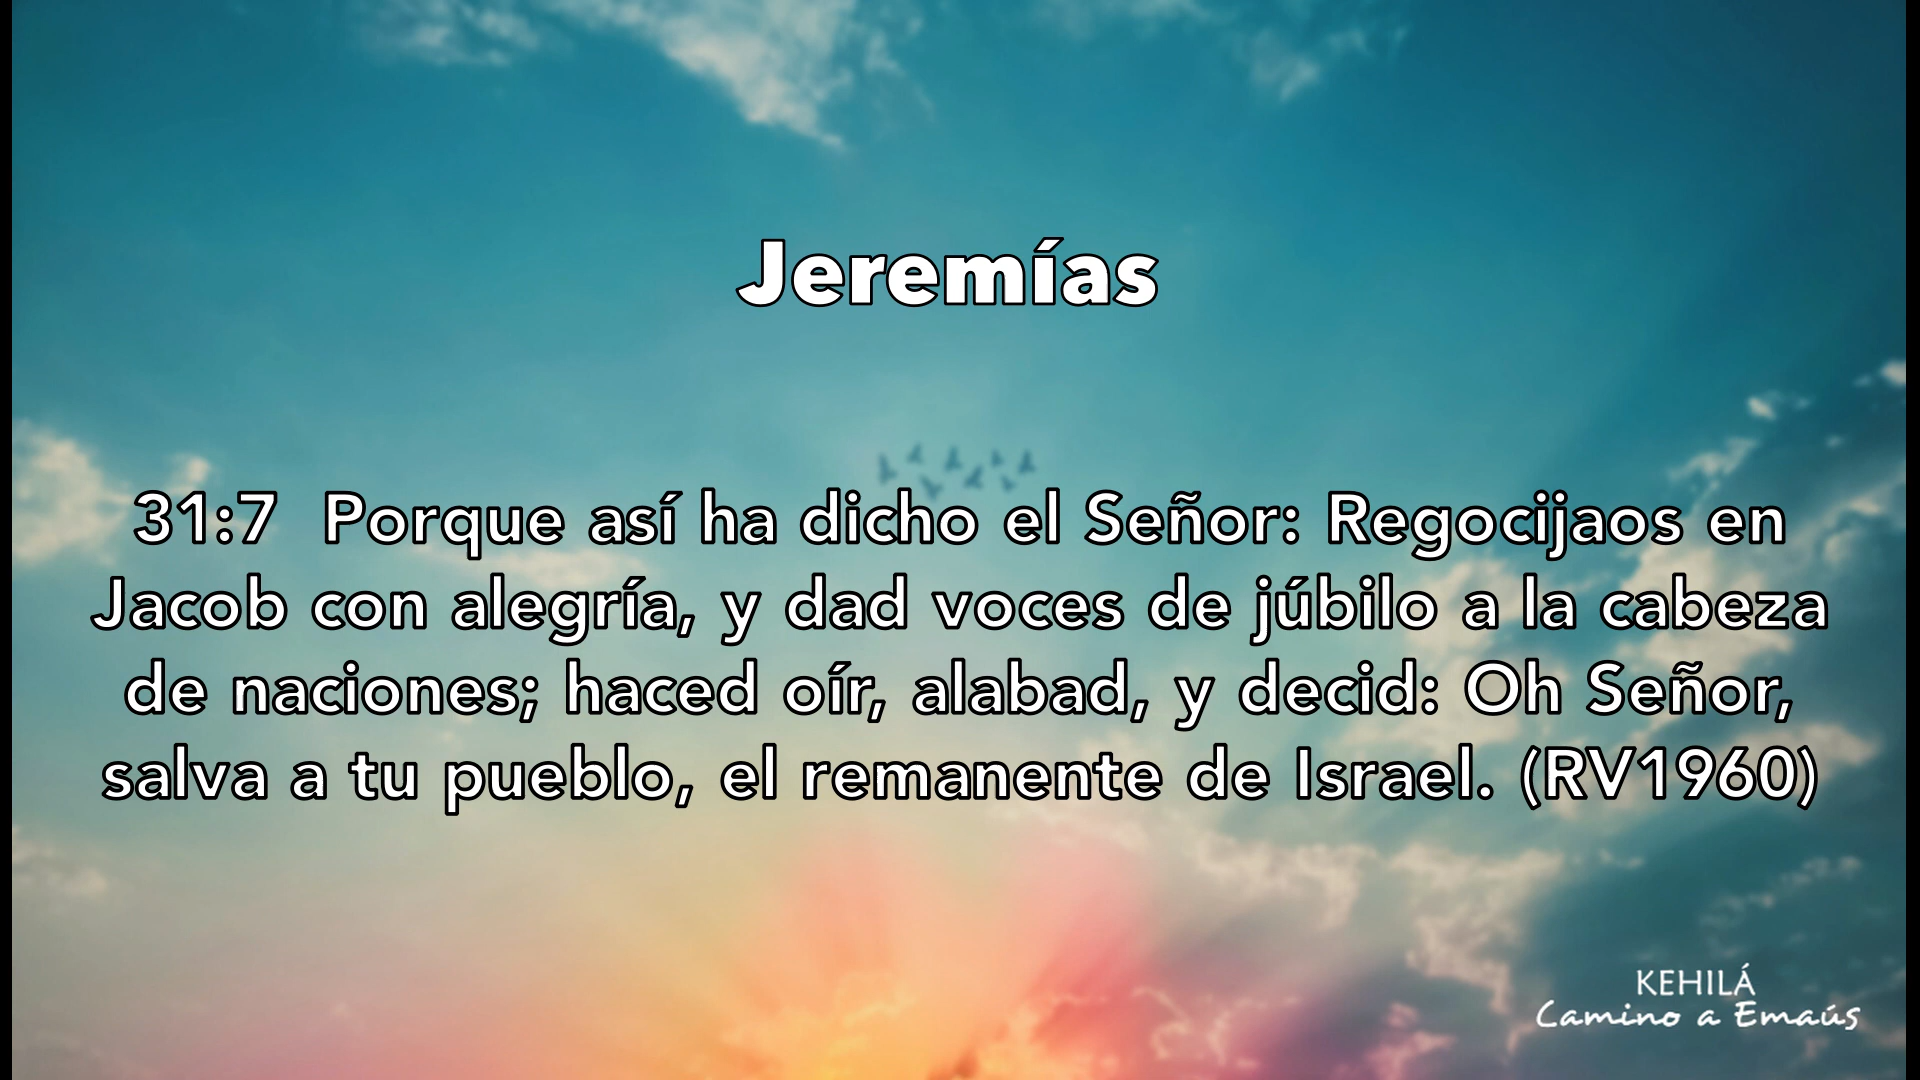 Jeremías
31:7 Porque así ha dicho el Señor: Regocijaos en
Jacob con alegría, y dad voces de júbilo a la cabeza
de naciones; haced oír, alabad, y decid: Oh Señor,
salva a tu pueblo, el remanente de Israel. (RV1960)
KEHILÁ
Camino a Emaús